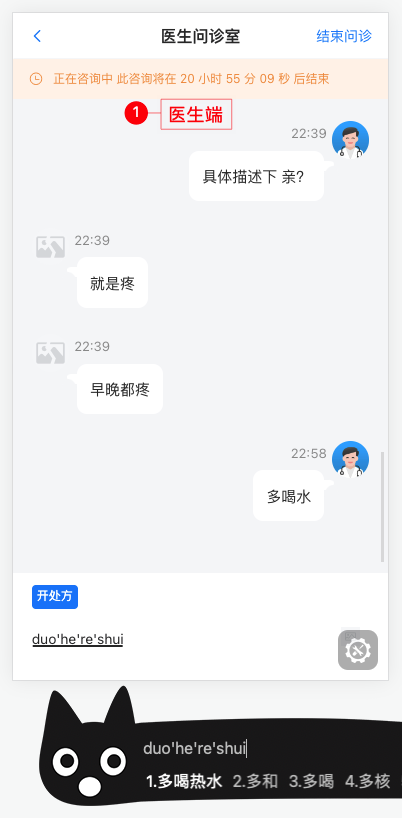 医生问诊室
结束问诊
正在咨询中 此咨询将在 20 小时 55 分 09 秒 后结束
1 医生端
22:39
具体描述下 亲?
22:39
就是疼
22:39
早晚都疼
22:58
多喝水
开处方
duo'he're'shui
duo'he're'shui
1.多喝热水 2.多和 3.多喝 4.多核